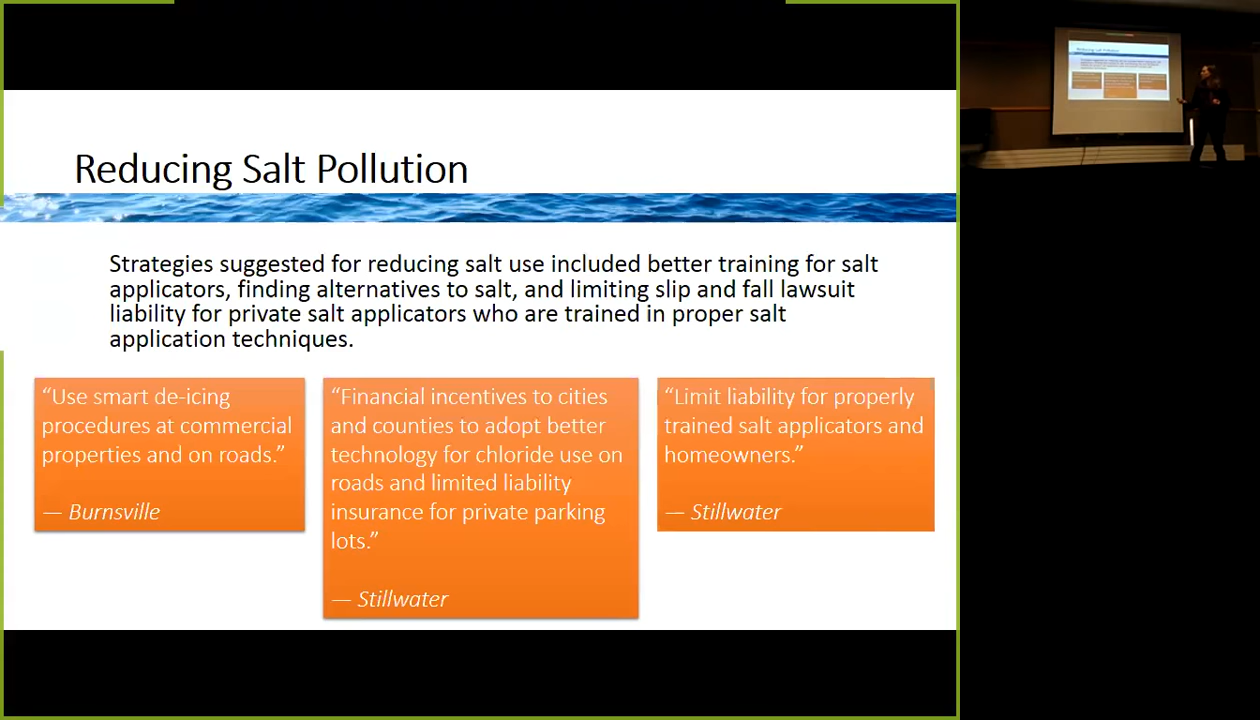 Reducing Salt Pollution
Strategies suggested for reducing salt use included better training for salt
applicators, finding alternatives to salt, and limiting slip and fall lawsuit
liability for private salt applicators who are trained in proper salt
application techniques.
“Use smart de-icing
procedures at commercial
properties and on roads.”
— Burnsville
“Financial incentives to cities
and counties to adopt better
technology for chloride use on
roads and limited liability
insurance for private parking
lots.”
— Stillwater
“Limit liability for properly
trained salt applicators and
homeowners.”
— Stillwater